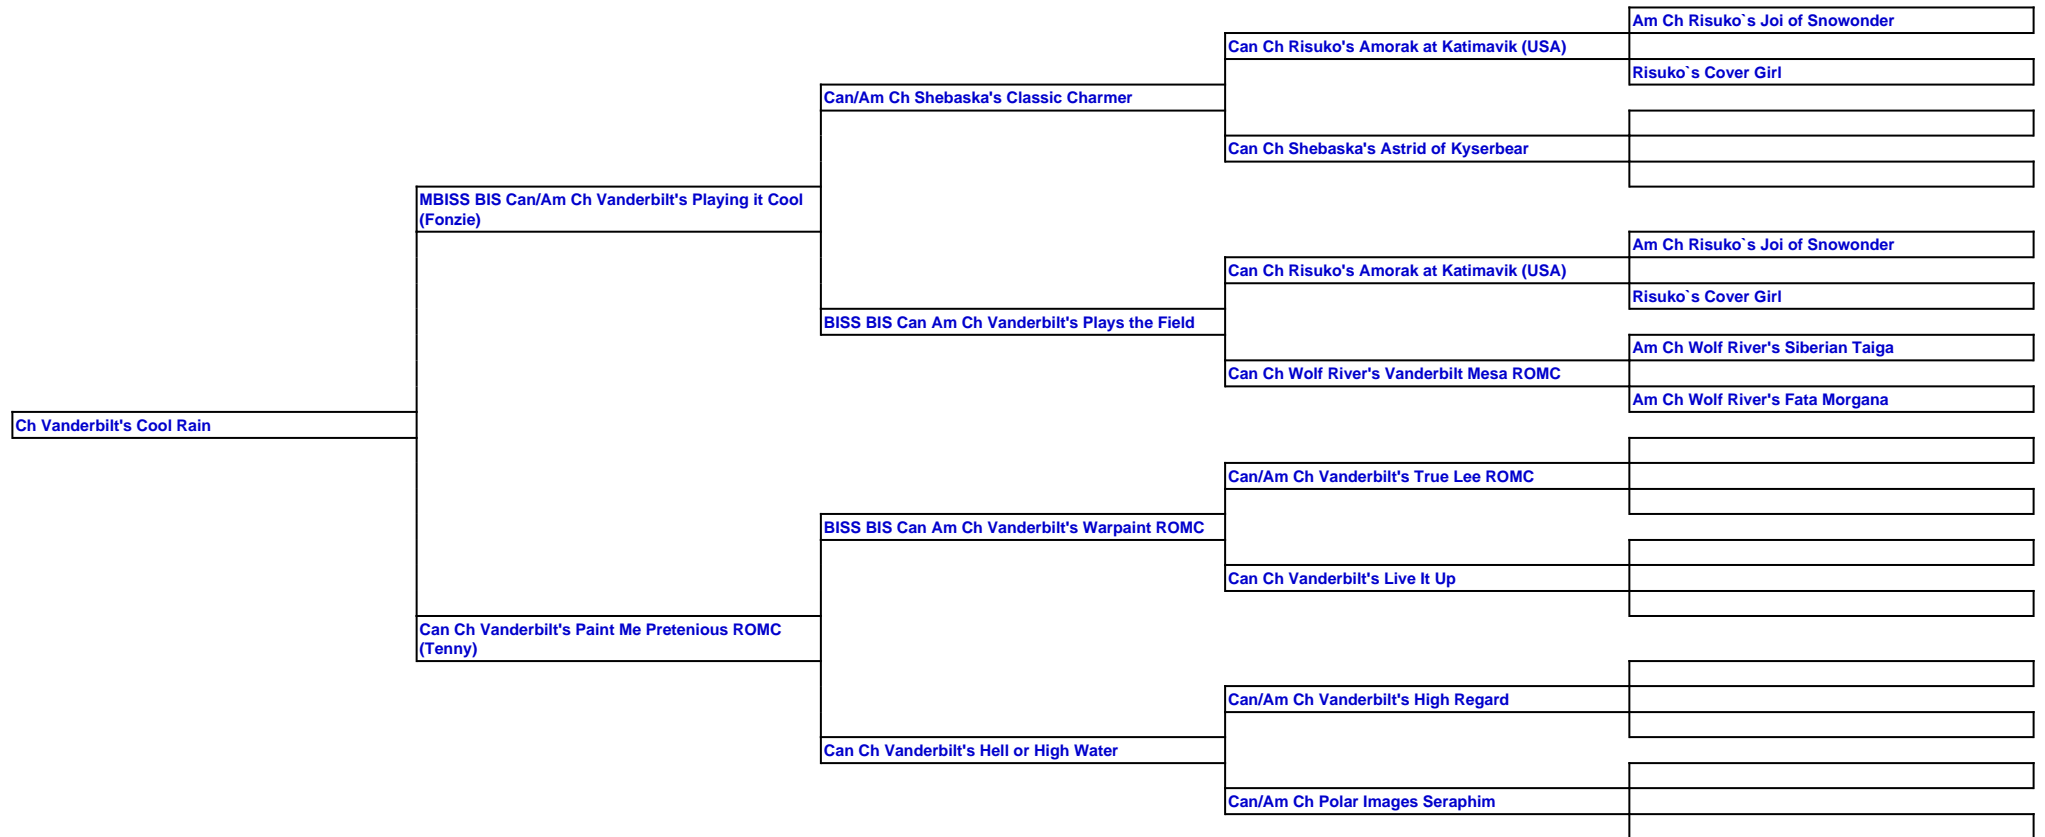 Am Ch Risuko`s Joi of Snowonder
Can Ch Risuko's Amorak at Katimavik (USA)
Risuko`s Cover Girl
Can/Am Ch Shebaska's Classic Charmer
Can Ch Shebaska's Astrid of Kyserbear
MBISS BIS Can/Am Ch Vanderbilt's Playing it Cool
(Fonzie)
Am Ch Risuko`s Joi of Snowonder
Can Ch Risuko's Amorak at Katimavik (USA)
Risuko`s Cover Girl
BISS BIS Can Am Ch Vanderbilt's Plays the Field
Am Ch Wolf River's Siberian Taiga
Can Ch Wolf River's Vanderbilt Mesa ROMC
Am Ch Wolf River's Fata Morgana
Ch Vanderbilt's Cool Rain
Can/Am Ch Vanderbilt's True Lee ROMC
BISS BIS Can Am Ch Vanderbilt's Warpaint ROMC
Can Ch Vanderbilt's Live It Up
Can Ch Vanderbilt's Paint Me Pretenious ROMC
(Tenny)
Can/Am Ch Vanderbilt's High Regard
Can Ch Vanderbilt's Hell or High Water
Can/Am Ch Polar Images Seraphim